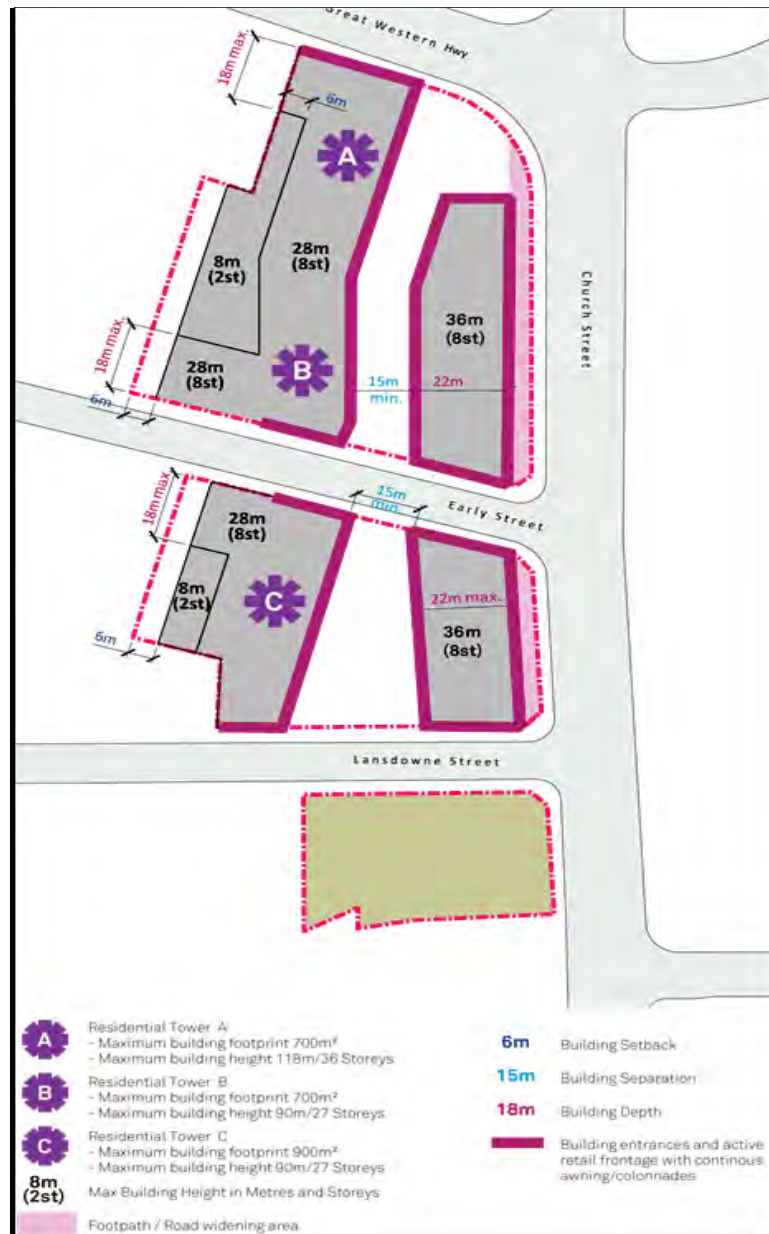 Great Western Hwy
18m max.
6m
A
8m
(2st)
28m
(8st)
36m
(8st)
Church Street
18m max.
28m
(8st)
B
15m
min.
22m
6m
Early Street
18m max.
15m
min.
28m
(8st)
8m
(2st)
C
22m max.
36m
(8st)
6m
Lansdowne Street
A
Residential Tower A
- Maximum building footprint 700m²
- Maximum building height 118m/36 Storeys
B
Residential Tower B
- Maximum building footprint 700m²
- Maximum building height 90m/27 Storeys
C
Residential Tower C
- Maximum building footprint 900m²
- Maximum building height 90m/27 Storeys
8m
(2st)
Max Building Height in Metres and Storeys
Footpath / Road widening area
6m Building Setback
15m Building Separation
18m Building Depth
Building entrances and active
retail frontage with continous
awning/colonnades